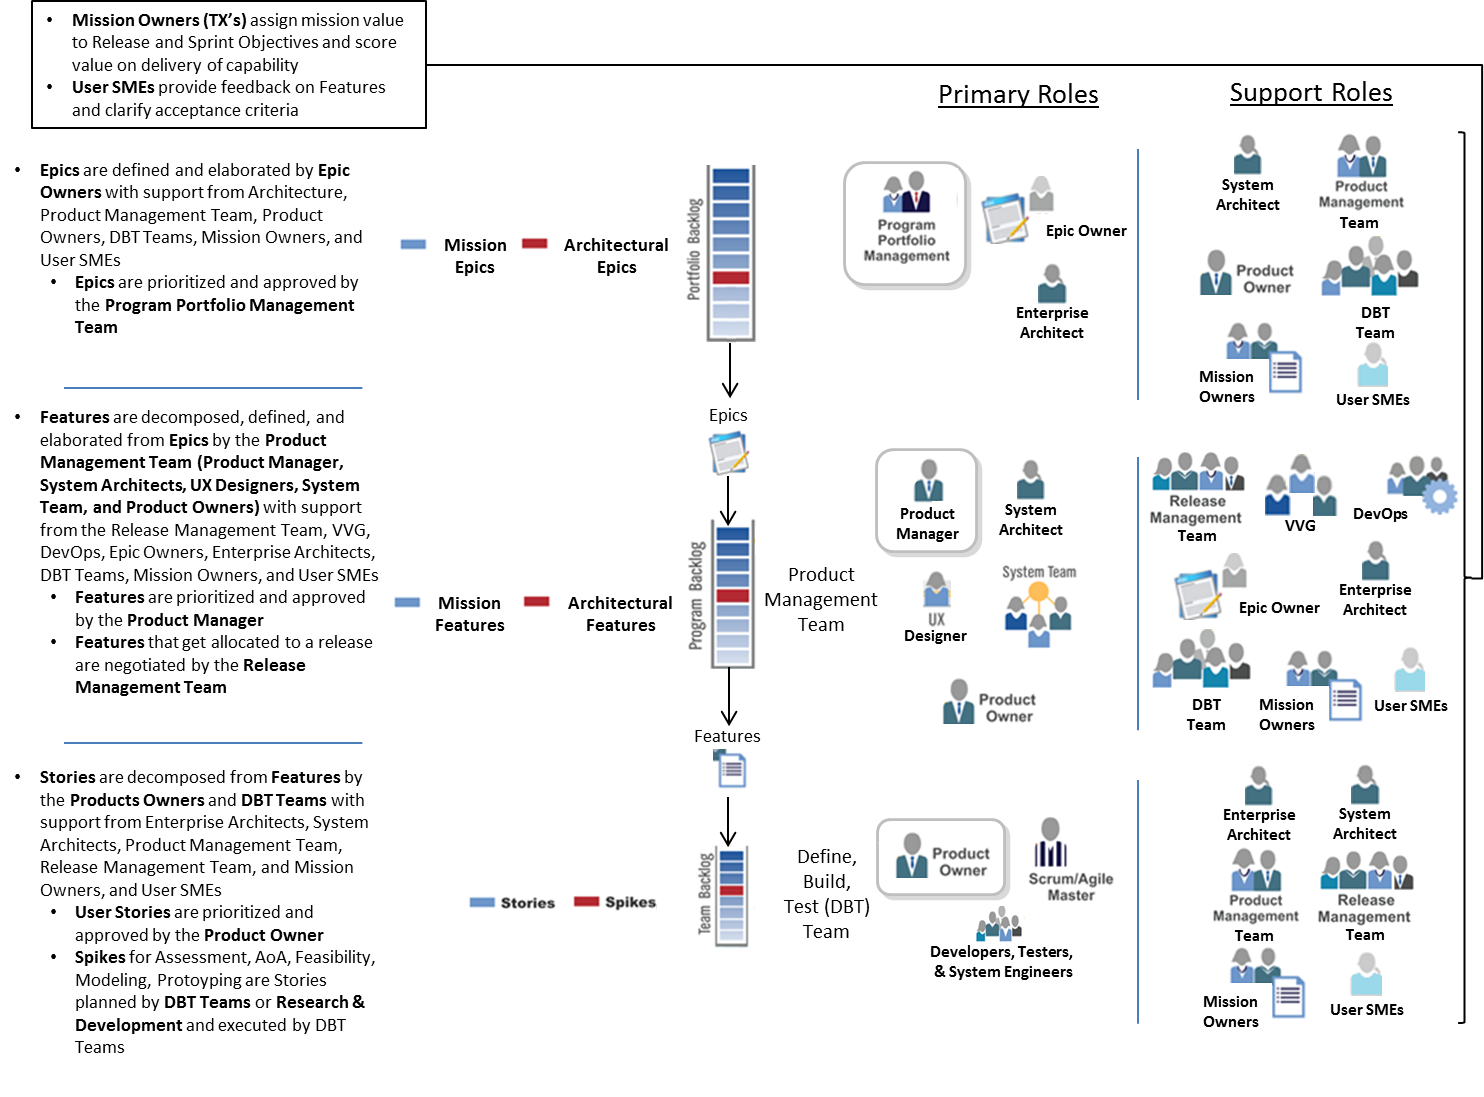 • Mission Owners (TX's) assign mission value
to Release and Sprint Objectives and score
value on delivery of capability
• User SMEs provide feedback on Features
and clarify acceptance criteria
Primary Roles
Support Roles
• Epics are defined and elaborated by Epic
Owners with support from Architecture,
Product Management Team, Product
Owners, DBT Teams, Mission Owners, and
User SMEs
• Epics are prioritized and approved by
the Program Portfolio Management
Team
Mission
Epics
Architectural
Epics
Portfolio Backlog
Program
Portfolio
Management
Epic Owner
Enterprise
Architect
System
Architect
Product
Management
Team
Product
Owner
DBT
Team
Mission
Owners
User SMEs
Epics
• Features are decomposed, defined, and
elaborated from Epics by the Product
Management Team (Product Manager,
System Architects, UX Designers, System
Team, and Product Owners) with support
from the Release Management Team, VVG,
DevOps, Epic Owners, Enterprise Architects,
DBT Teams, Mission Owners, and User SMEs
• Features are prioritized and approved
by the Product Manager
• Features that get allocated to a release
are negotiated by the Release
Management Team
Mission
Features
Architectural
Features
Program Backlog
Product
Management
Team
Product
Manager
System
Architect
UX
Designer
System Team
Product
Owner
Release
Management
Team
VVG
DevOps
Epic Owner
Enterprise
Architect
DBT
Team
Mission
Owners
User SMEs
Features
• Stories are decomposed from Features by
the Products Owners and DBT Teams with
support from Enterprise Architects, System
Architects, Product Management Team,
Release Management Team, and Mission
Owners, and User SMEs
• User Stories are prioritized and
approved by the Product Owner
• Spikes for Assessment, AoA, Feasibility,
Modeling, Protoyping are Stories
planned by DBT Teams or Research &
Development and executed by DBT
Teams
Stories
Spikes
Team Backlog
Define,
Build,
Test (DBT)
Team
Product
Owner
Scrum/Agile
Master
Developers, Testers,
& System Engineers
Enterprise
Architect
System
Architect
Product
Management
Team
Release
Management
Team
Mission
Owners
User SMEs